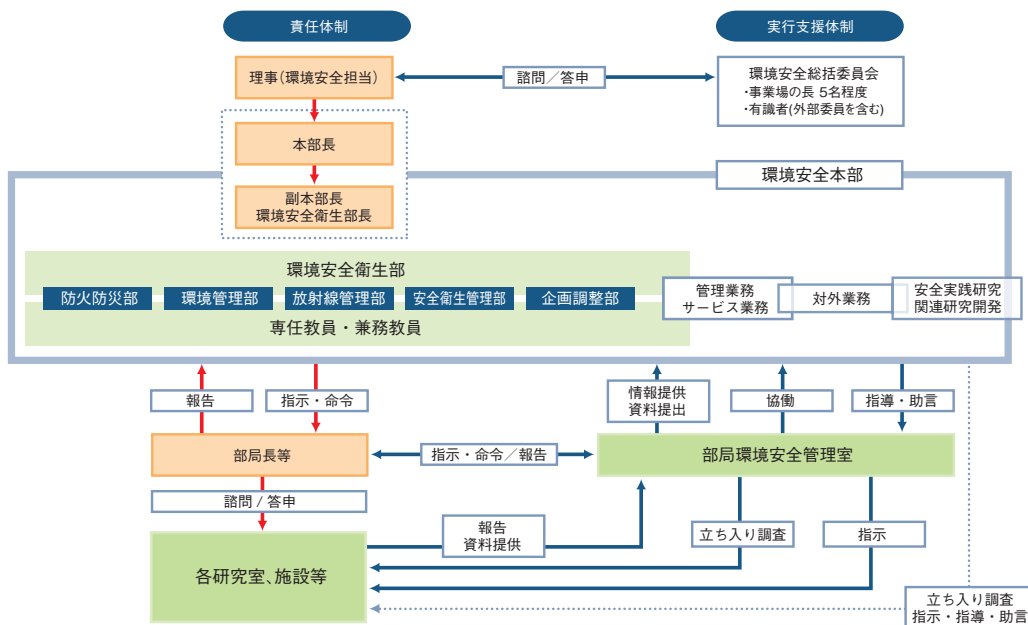 責任体制
実行支援体制
理事(環境安全担当)
諮問／答申
環境安全総括委員会
・事業場の長 5名程度
・有識者(外部委員を含む)
本部長
環境安全本部
副本部長
環境安全衛生部長
環境安全衛生部
防火防災部
環境管理部
放射線管理部
安全衛生管理部
企画調整部
専任教員・兼務教員
管理業務
サービス業務
対外業務
安全実践研究
関連研究開発
報告
指示・命令
情報提供
資料提出
協働
指導・助言
部局長等
指示・命令／報告
部局環境安全管理室
諮問 / 答申
報告
資料提供
立ち入り調査
指示
各研究室、施設等
立ち入り調査
指示・指導・助言